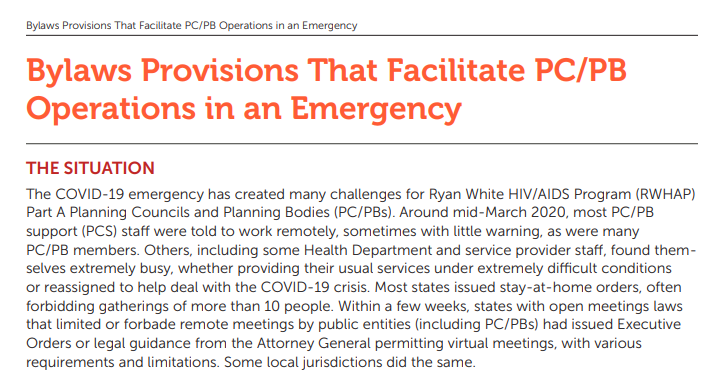 Bylaws Provisions That Facilitate PC/PB Operations in an Emergency
Bylaws Provisions That Facilitate PC/PB
Operations in an Emergency
THE SITUATION
The COVID-19 emergency has created many challenges for Ryan White HIV/AIDS Program (RWHAP)
Part A Planning Councils and Planning Bodies (PC/PBs). Around mid-March 2020, most PC/PB
support (PCS) staff were told to work remotely, sometimes with little warning, as were many
PC/PB members. Others, including some Health Department and service provider staff, found them-
selves extremely busy, whether providing their usual services under extremely difficult conditions
or reassigned to help deal with the COVID-19 crisis. Most states issued stay-at-home orders, often
forbidding gatherings of more than 10 people. Within a few weeks, states with open meetings laws
that limited or forbade remote meetings by public entities (including PC/PBs) had issued Executive
Orders or legal guidance from the Attorney General permitting virtual meetings, with various
requirements and limitations. Some local jurisdictions did the same.